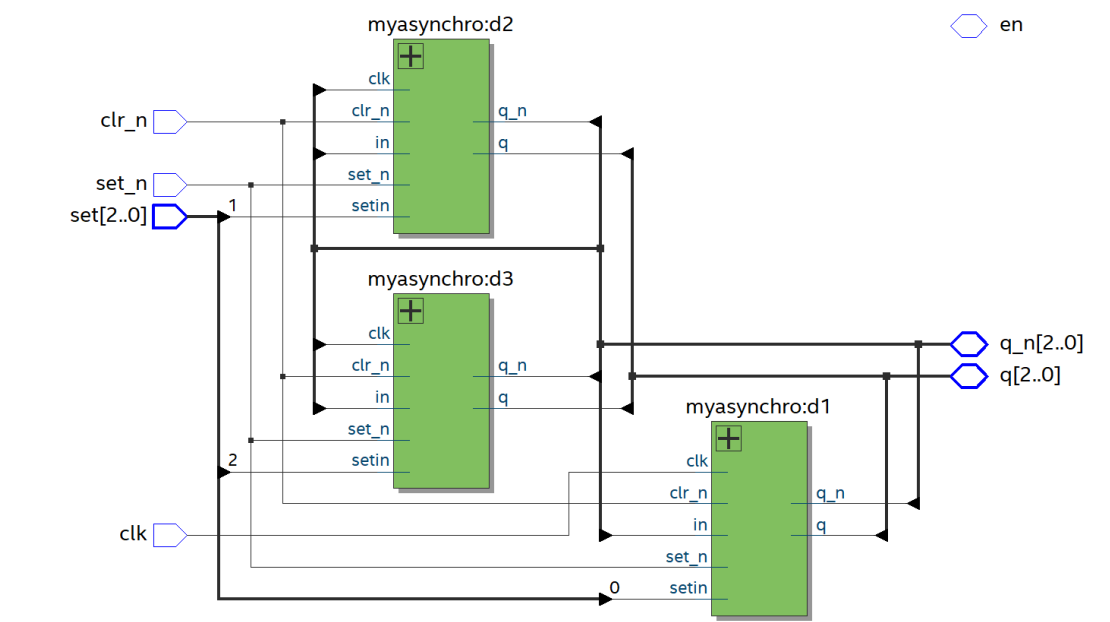 myasynchro:d2
en
clk
clr_n
q_n
clr_n
in
q
set_n
set_n
set[2..0]
1
setin
myasynchro:d3
clk
q_n[2..0]
clr_n
q_n
q[2..0]
in
q
myasynchro:d1
set_n
2
setin
clk
clr_n
q_n
clk
in
q
set_n
0
setin